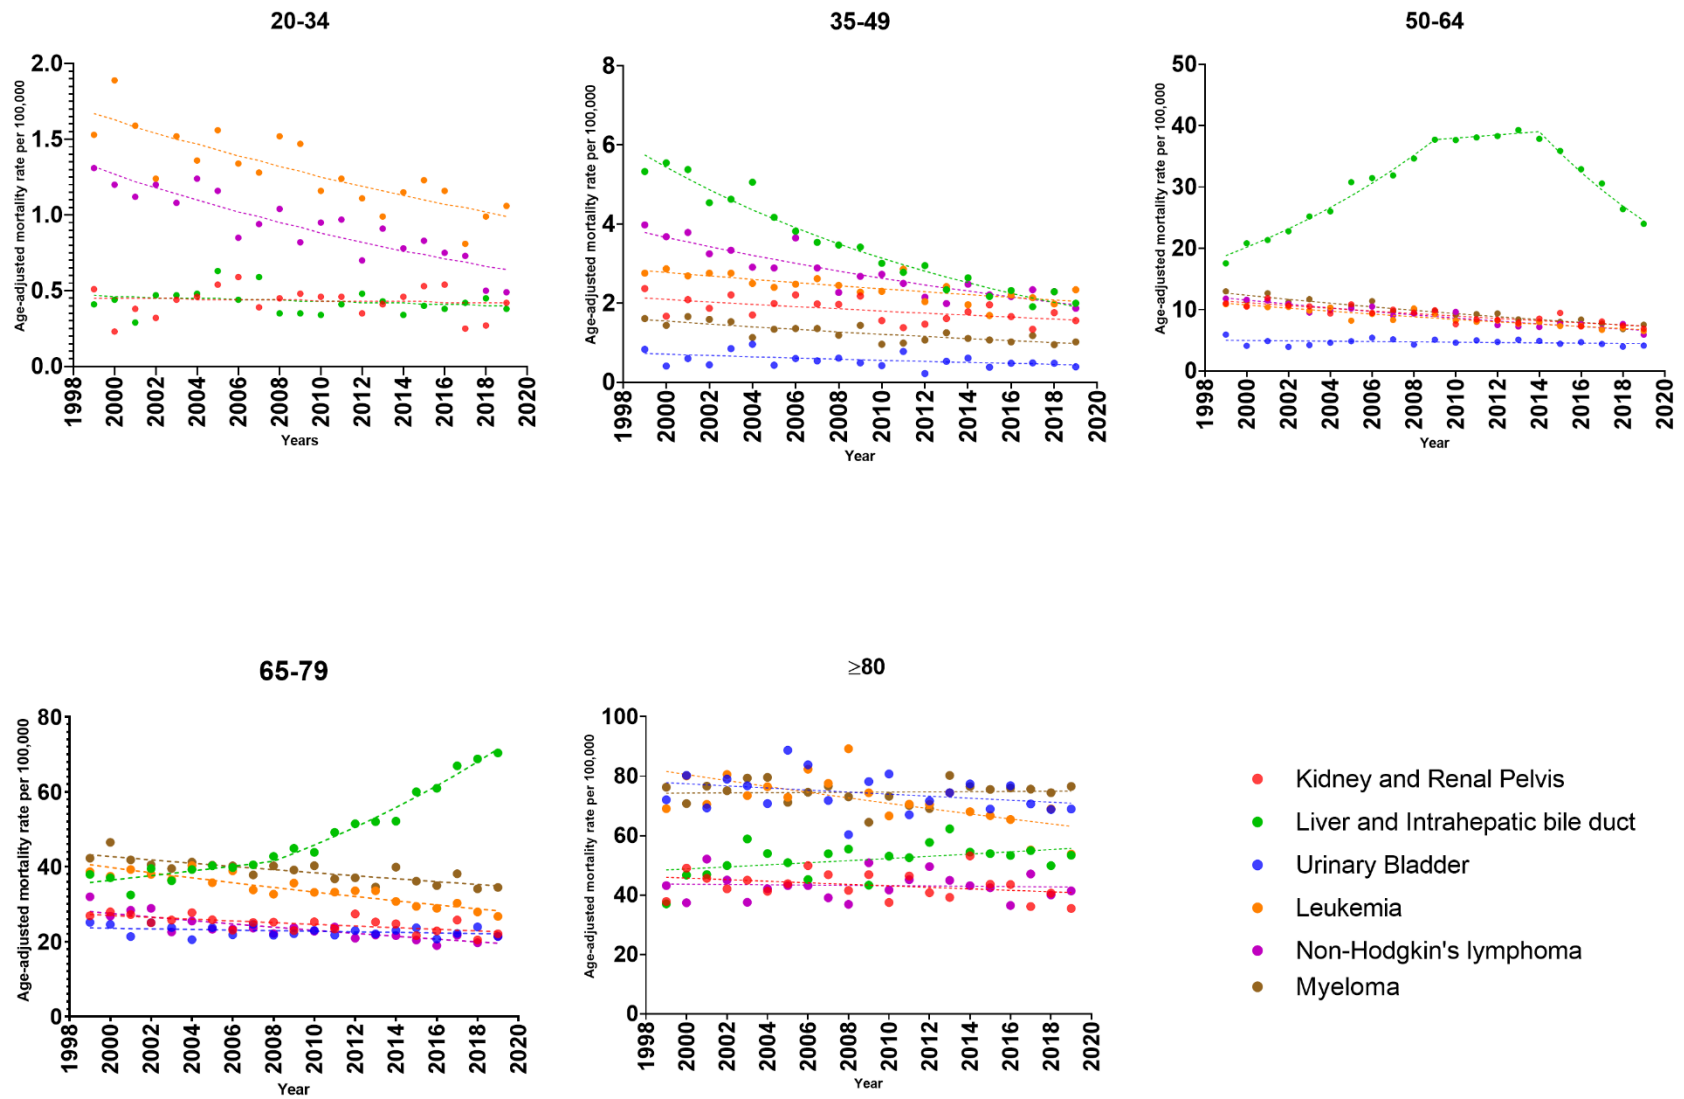 20-34
Age-adjusted mortality rate per 100,000
2.0
1.5
1.0
0.5
0.0
1998 2000 2002 2004 2006 2008 2010 2012 2014 2016 2018 2020
Years
35-49
Age-adjusted mortality rate per 100,000
8
6
4
2
0
1998 2000 2002 2004 2006 2008 2010 2012 2014 2016 2018 2020
Year
50-64
Age-adjusted mortality rate per 100,000
50
40
30
20
10
0
1998 2000 2002 2004 2006 2008 2010 2012 2014 2016 2018 2020
Year
65-79
Age-adjusted mortality rate per 100,000
80
60
40
20
0
1998 2000 2002 2004 2006 2008 2010 2012 2014 2016 2018 2020
Year
≥80
Age-adjusted mortality rate per 100,000
100
80
60
40
20
0
1998 2000 2002 2004 2006 2008 2010 2012 2014 2016 2018 2020
Year
Kidney and Renal Pelvis
Liver and Intrahepatic bile duct
Urinary Bladder
Leukemia
Non-Hodgkin's lymphoma
Myeloma